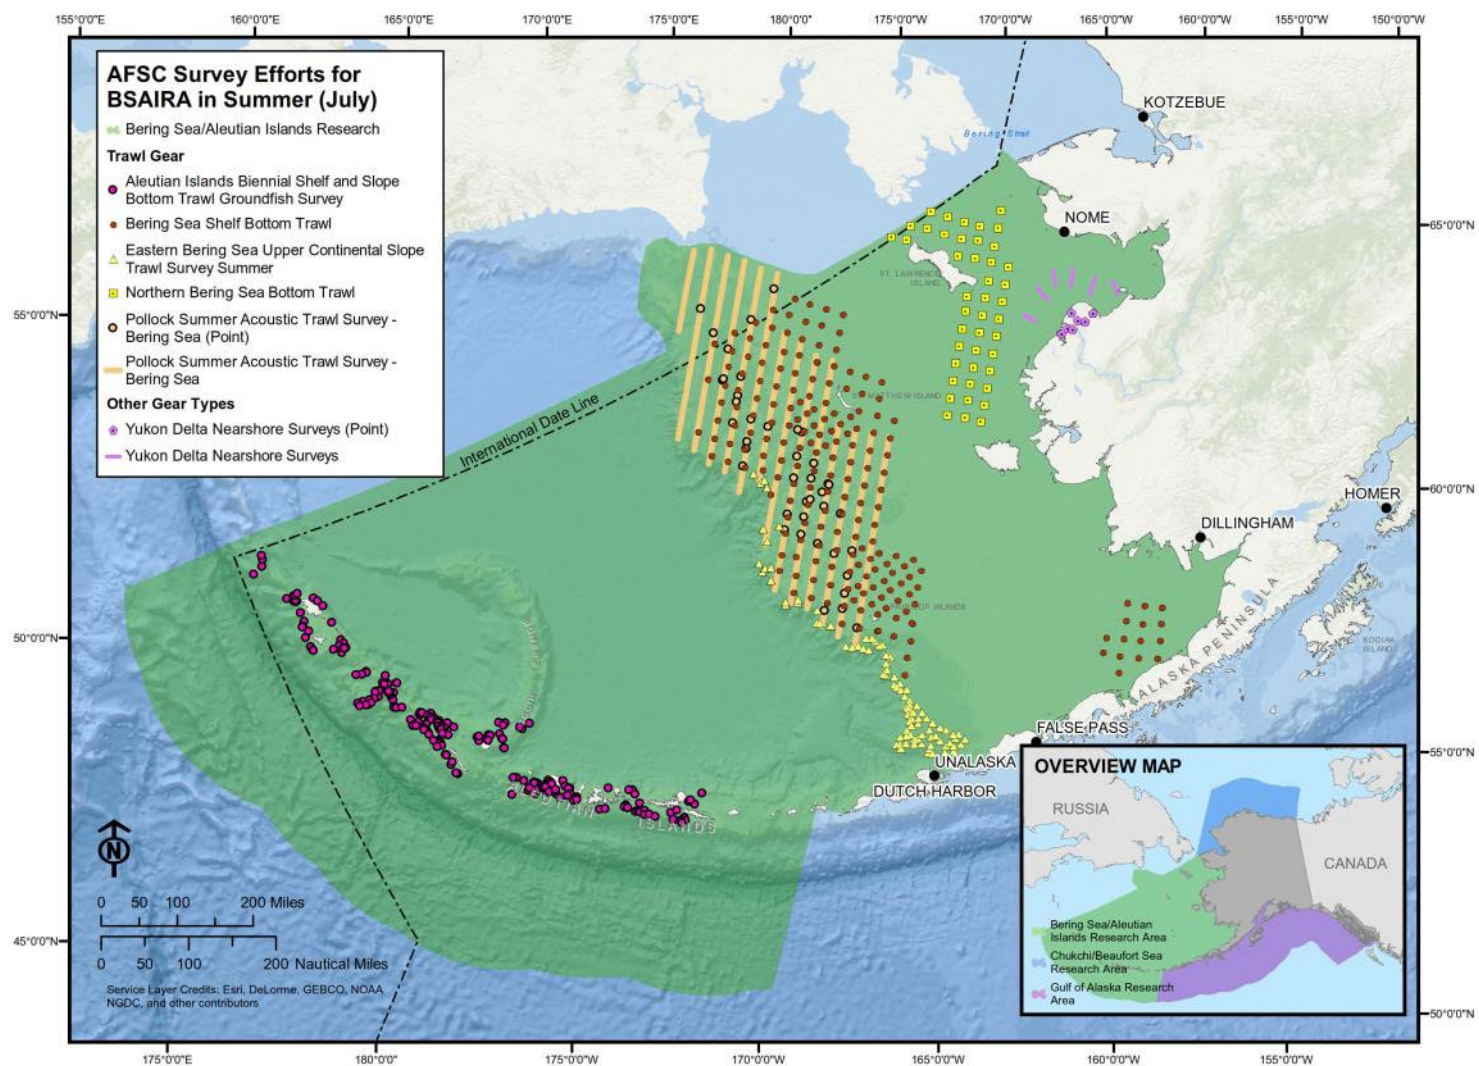 155°0'0"E
160°0'0"E
165°0'0"E
170°0'0"E
175°0'0"E
180°0'0"
175°0'0"W
170°0'0"W
165°0'0"W
160°0'0"W
155°0'0"W
150°0'0"W
AFSC Survey Efforts for
BSAIRA in Summer (July)
Bering Sea/Aleutian Islands Research
Trawl Gear
Aleutian Islands Biennial Shelf and Slope
Bottom Trawl Groundfish Survey
Bering Sea Shelf Bottom Trawl
Eastern Bering Sea Upper Continental Slope
Trawl Survey Summer
Northern Bering Sea Bottom Trawl
Pollock Summer Acoustic Trawl Survey -
Bering Sea (Point)
Pollock Summer Acoustic Trawl Survey -
Bering Sea
Other Gear Types
Yukon Delta Nearshore Surveys (Point)
Yukon Delta Nearshore Surveys
KOTZEBUE
Bering Strait
NOME
65°0'0"N
ST. LAWRENCE
ISLAND
55°0'0"N
ST. MATTHEW ISLAND
International Date Line
60°0'0"N
HOMER
DILLINGHAM
ISLANDS
50°0'0"N
KODIAK
ISLAND
ALASKA PENINSULA
BOWERS
FALSE PASS
55°0'0"N
UNALASKA
DUTCH HARBOR
ALEUTIAN
ISLANDS
N
0 50 100 200 Miles
0 50 100 200 Nautical Miles
45°0'0"N
Service Layer Credits: Esri, DeLorme, GEBCO, NOAA
NGDC, and other contributors
OVERVIEW MAP
RUSSIA
CANADA
Bering Sea/Aleutian
Islands Research Area
Chukchi/Beaufort Sea
Research Area
Gulf of Alaska Research
Area
50°0'0"N
175°0'0"E
180°0'0"
175°0'0"W
170°0'0"W
165°0'0"W
160°0'0"W
155°0'0"W